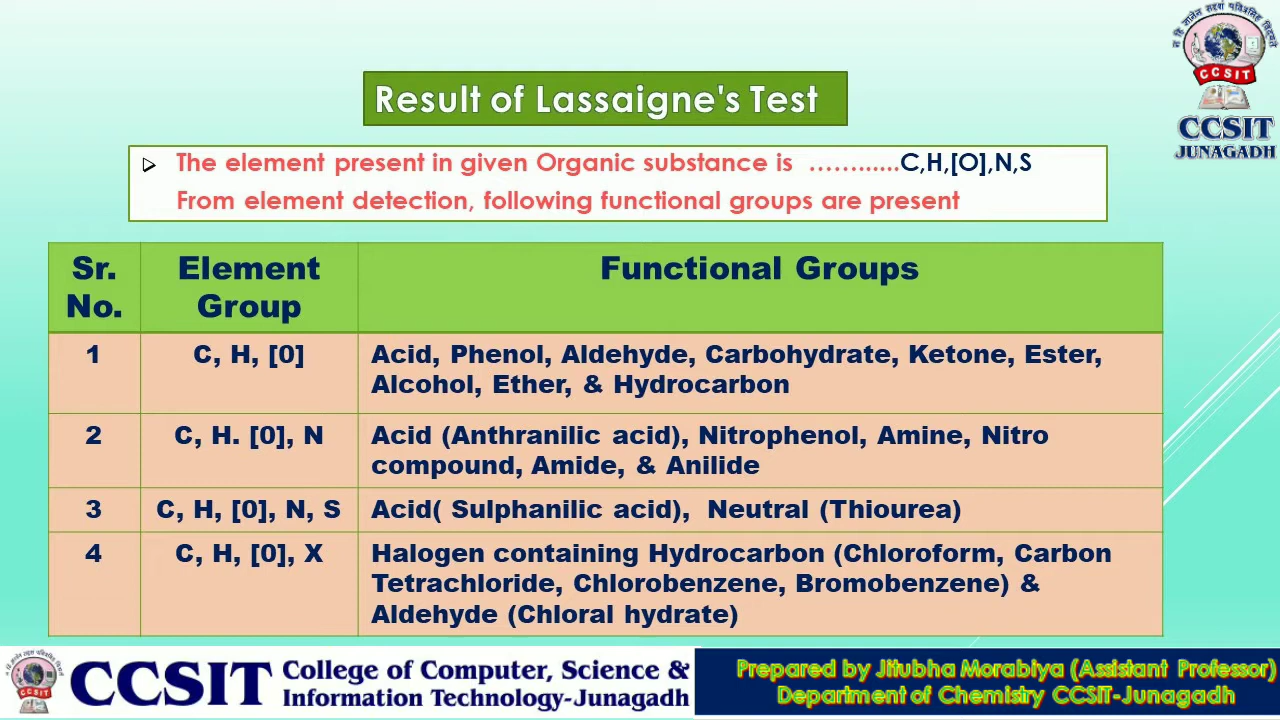 CCSIT
CCSIT
JUNAGADH
Result of Lassaigne's Test
The element present in given Organic substance is ….…......C,H,[O],N,S
From element detection, following functional groups are present
Sr. No. Element Group Functional Groups
1 C, H, [0] Acid, Phenol, Aldehyde, Carbohydrate, Ketone, Ester,
Alcohol, Ether, & Hydrocarbon
2 C, H. [0], N Acid (Anthranilic acid), Nitrophenol, Amine, Nitro
compound, Amide, & Anilide
3 C, H, [0], N, S Acid( Sulphanilic acid), Neutral (Thiourea)
4 C, H, [0], X Halogen containing Hydrocarbon (Chloroform, Carbon
Tetrachloride, Chlorobenzene, Bromobenzene) &
Aldehyde (Chloral hydrate)
CCSIT
CCSIT College of Computer, Science &
Information Technology-Junagadh
Prepared by Jitubha Morabiya (Assistant Professor)
Department of Chemistry CCSIT-Junagadh